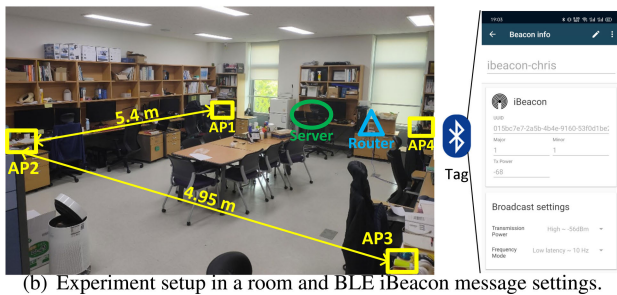 5.4 m
AP1
Server
Router
AP4
AP2
4.95 m
AP3
Tag
19:03
Beacon info
ibeacon-chris
iBeacon
UUID
015bc7e7-2a5b-4b4e-9160-53f0d1be
Major Minor
1 1
Tx Power
-68
Broadcast settings
Transmission Power High ~ -56dBm
Frequency Mode Low latency ~ 10 Hz
(b) Experiment setup in a room and BLE iBeacon message settings.